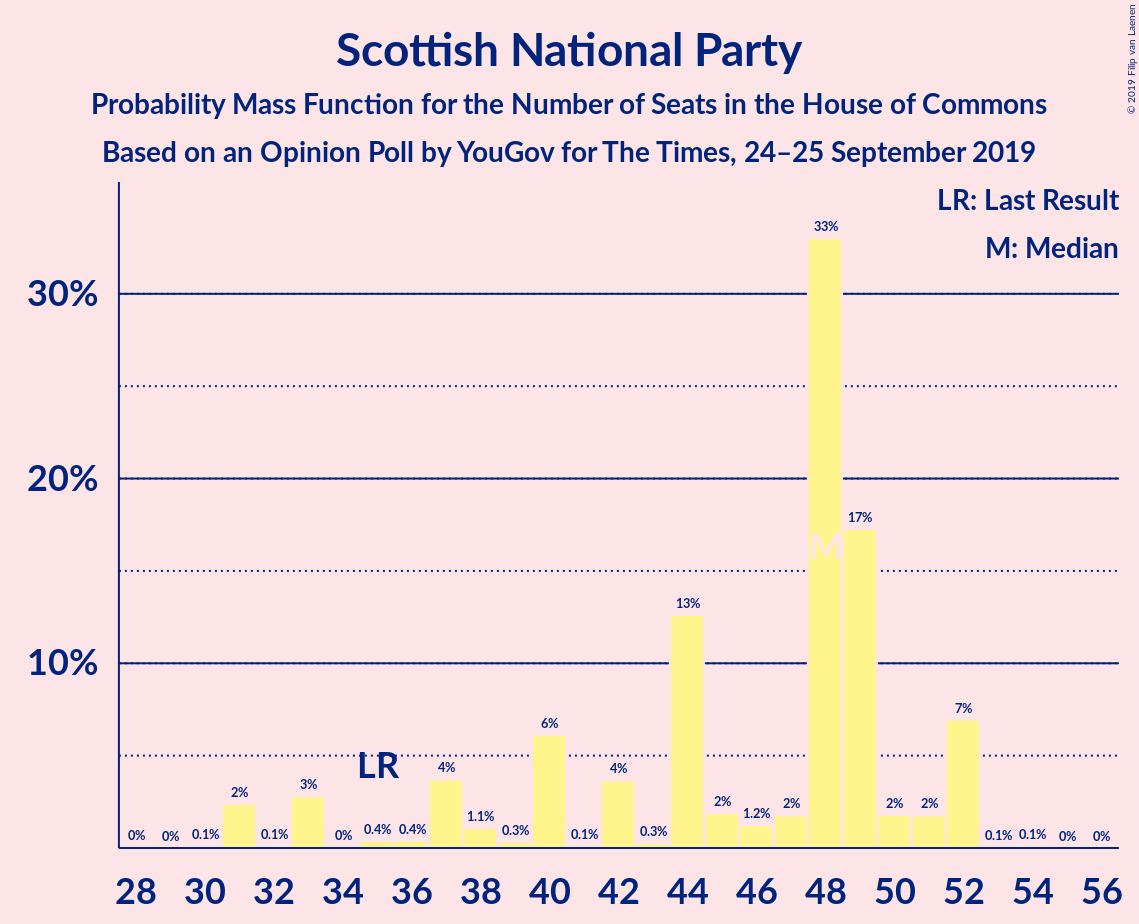 Scottish National Party
Probability Mass Function for the Number of Seats in the House of Commons
Based on an Opinion Poll by YouGov for The Times, 24–25 September 2019
© 2019 Filip van Laenen
LR: Last Result
M: Median
30%
20%
10%
0% 0% 0.1% 2% 0.1% 3% 0% 0.4% 0.4% 4% 1.1% 0.3% 6% 0.1% 4% 0.3% 13% 2% 1.2% 2% 33% 17% 2% 2% 7% 0.1% 0.1% 0% 0%
LR
M
28 30 32 34 36 38 40 42 44 46 48 50 52 54 56